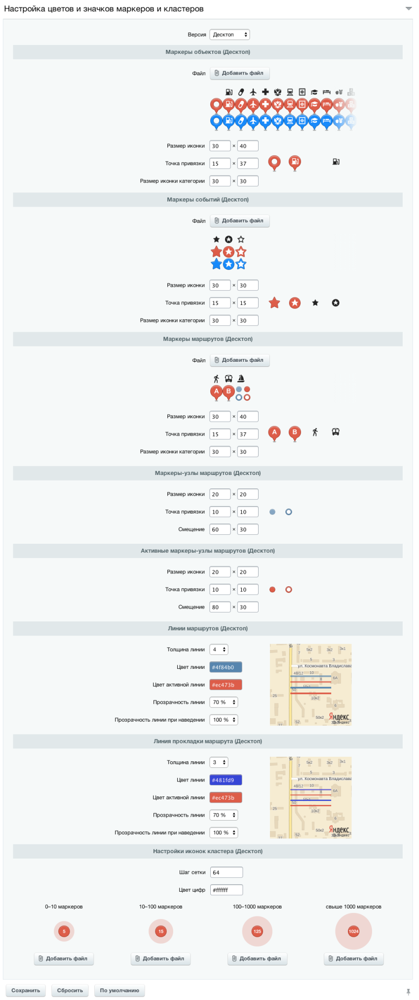 Настройка цветов и значков маркеров и кластеров
Версия Десктоп
Маркеры объектов (Десктоп)
Файл Добавить файл
Размер иконки 30 × 40
Точка привязки 15 × 37
Размер иконки категории 30 × 30
Маркеры событий (Десктоп)
Файл Добавить файл
Размер иконки 30 × 30
Точка привязки 15 × 15
Размер иконки категории 30 × 30
Маркеры маршрутов (Десктоп)
Файл Добавить файл
A B
Размер иконки 30 × 40
Точка привязки 15 × 37 A B
Размер иконки категории 30 × 30
Маркеры-узлы маршрутов (Десктоп)
Размер иконки 20 × 20
Точка привязки 10 × 10
Смещение 60 × 30
Активные маркеры-узлы маршрутов (Десктоп)
Размер иконки 20 × 20
Точка привязки 10 × 10
Смещение 80 × 30
Линии маршрутов (Десктоп)
Толщина линии 4
Цвет линии #4f84b0
Цвет активной линии #ec473b
Прозрачность линии 70 %
Прозрачность линии при наведении 100 %
5к2 3к2 3к1
7
5 3
ул. Космонавта Владислава
48/12 10
8 6А
50
25 10к2
6
50к2 Яндекс
52
Линия прокладки маршрута (Десктоп)
Толщина линии 3
Цвет линии #481fd9
Цвет активной линии #ec473b
Прозрачность линии 70 %
Прозрачность линии при наведении 100 %
5к2 3к2 3к1
7
5 3
ул. Космонавта Владислава
48/12 10
8 6А
50
25 10к2
6
50к2 Яндекс
52
Настройки иконок кластера (Десктоп)
Шаг сетки 64
Цвет цифр #ffffff
0–10 маркеров 10–100 маркеров 100–1000 маркеров свыше 1000 маркеров
5 15 125 1024
Добавить файл Добавить файл Добавить файл Добавить файл
Сохранить Сбросить По умолчанию